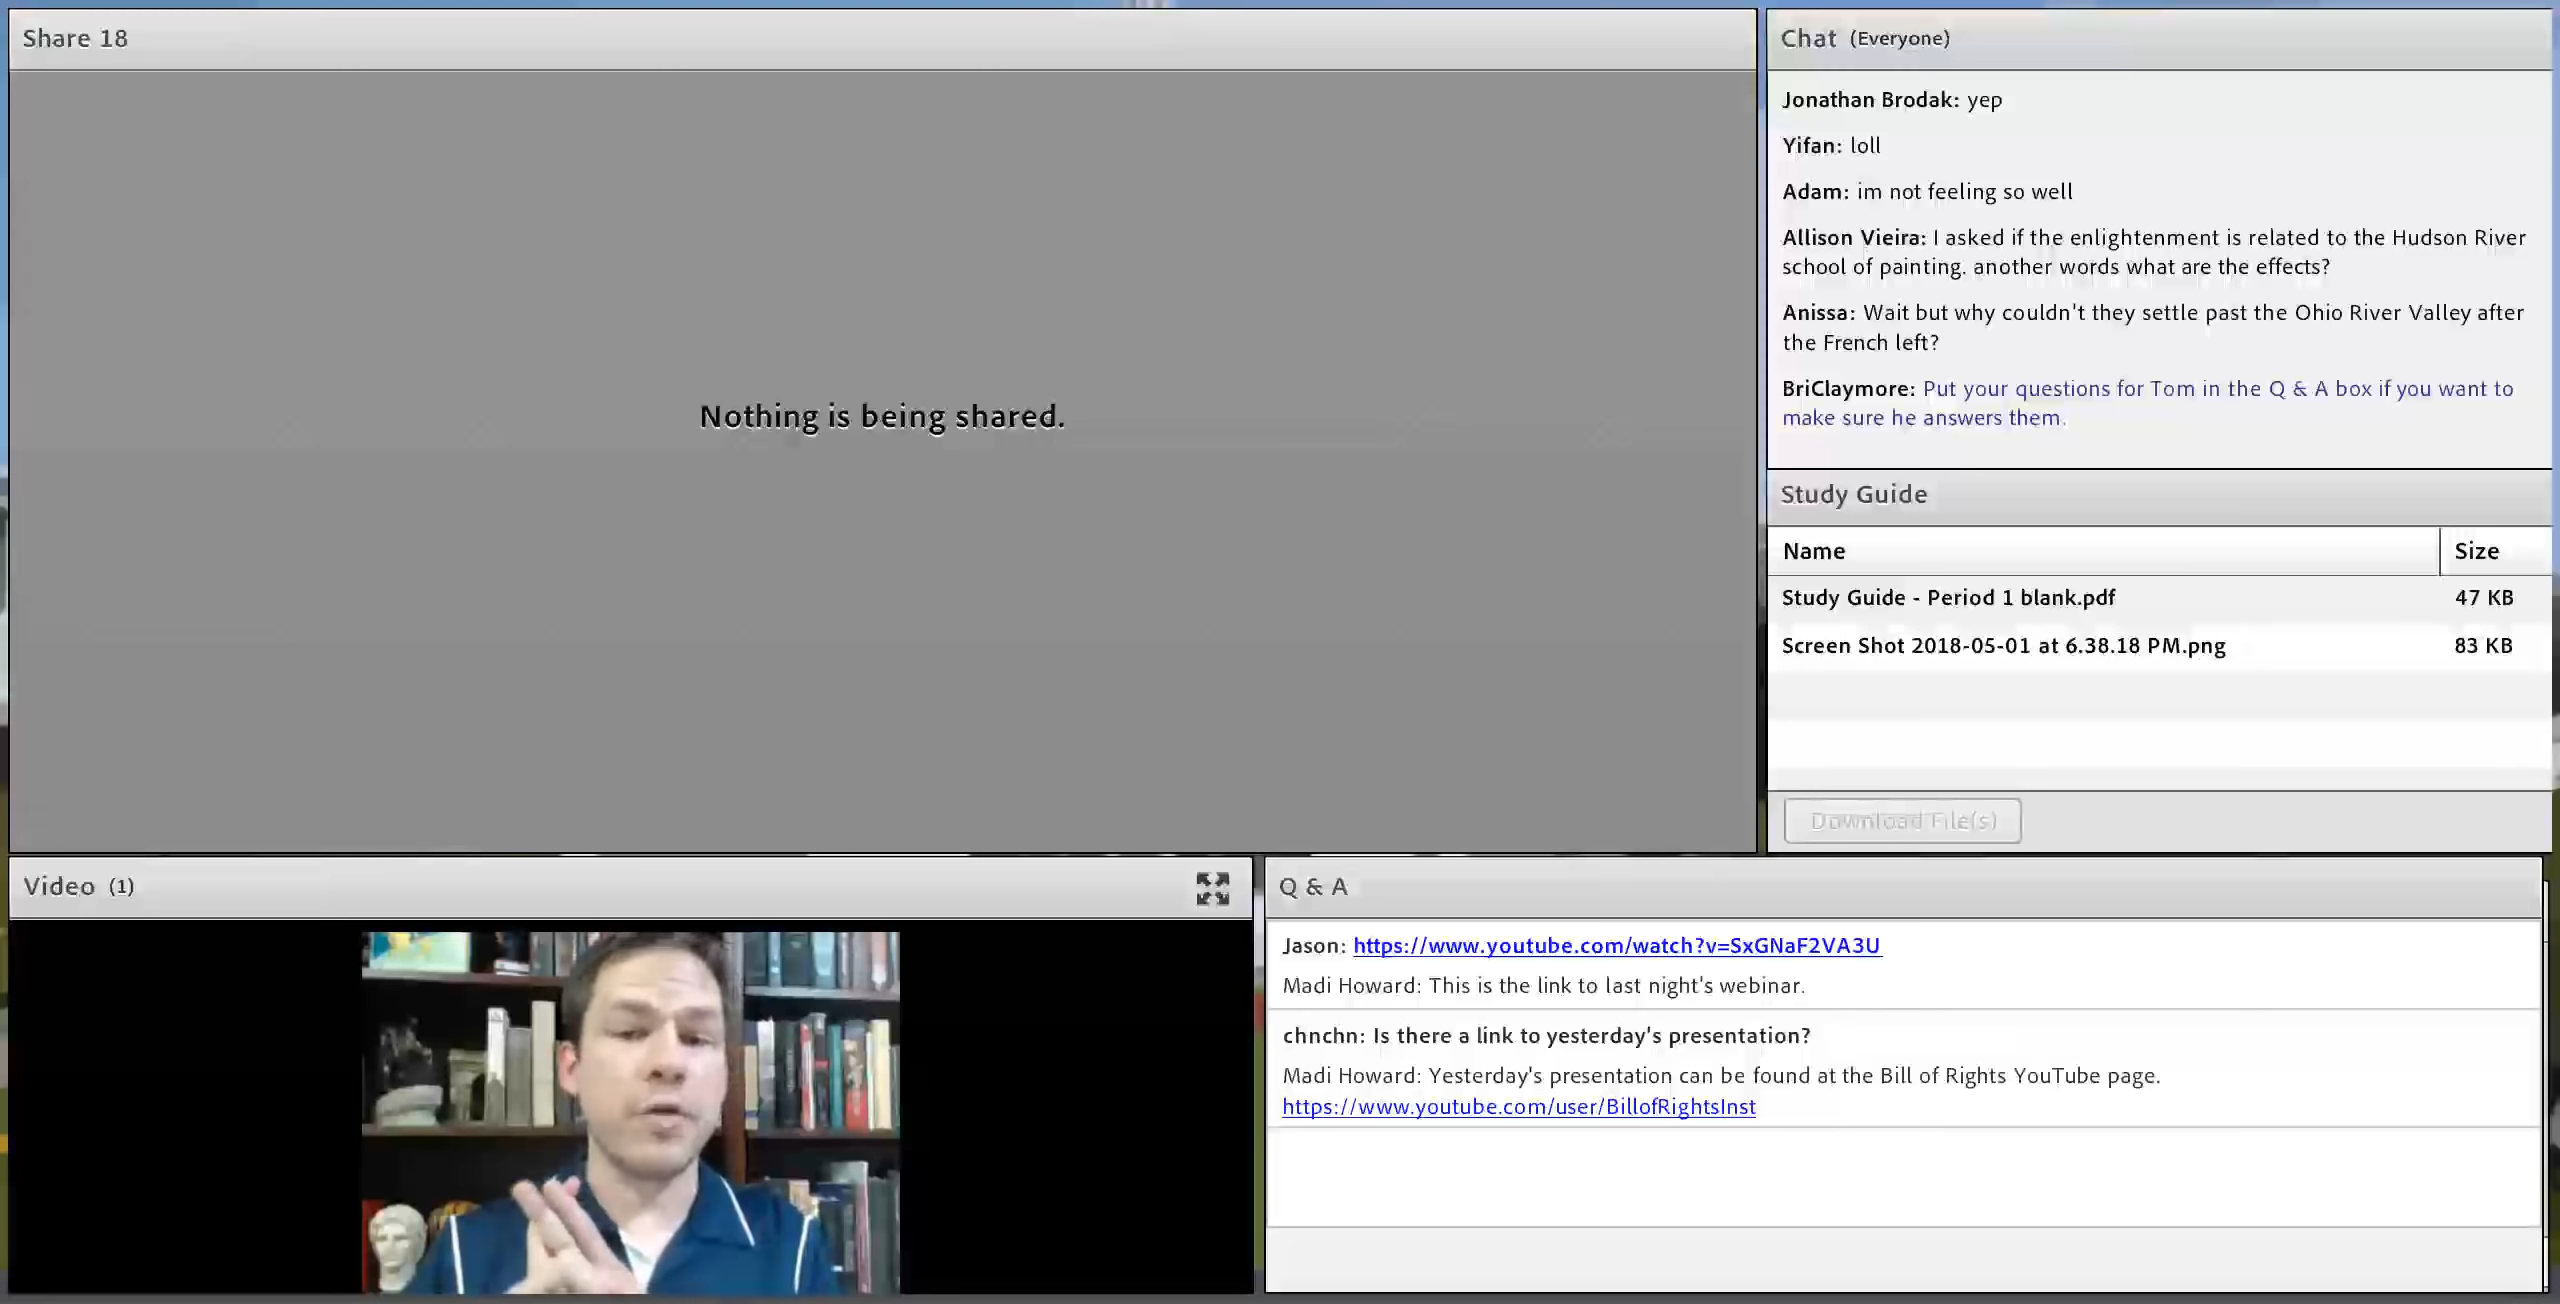 Share 18
Nothing is being shared.
Chat (Everyone)
Jonathan Brodak: yep
Yifan: loll
Adam: im not feeling so well
Allison Vieira: I asked if the enlightenment is related to the Hudson River
school of painting. another words what are the effects?
Anissa: Wait but why couldn't they settle past the Ohio River Valley after
the French left?
BriClaymore: Put your questions for Tom in the Q & A box if you want to
make sure he answers them.
Study Guide
Name Size
Study Guide - Period 1 blank.pdf 47 KB
Screen Shot 2018-05-01 at 6.38.18 PM.png 83 KB
Download File(s)
Video (1)
Q & A
Jason: https://www.youtube.com/watch?v=SxGNaF2VA3U
Madi Howard: This is the link to last night's webinar.
chnchn: Is there a link to yesterday's presentation?
Madi Howard: Yesterday's presentation can be found at the Bill of Rights YouTube page.
https://www.youtube.com/user/BillofRightsInst